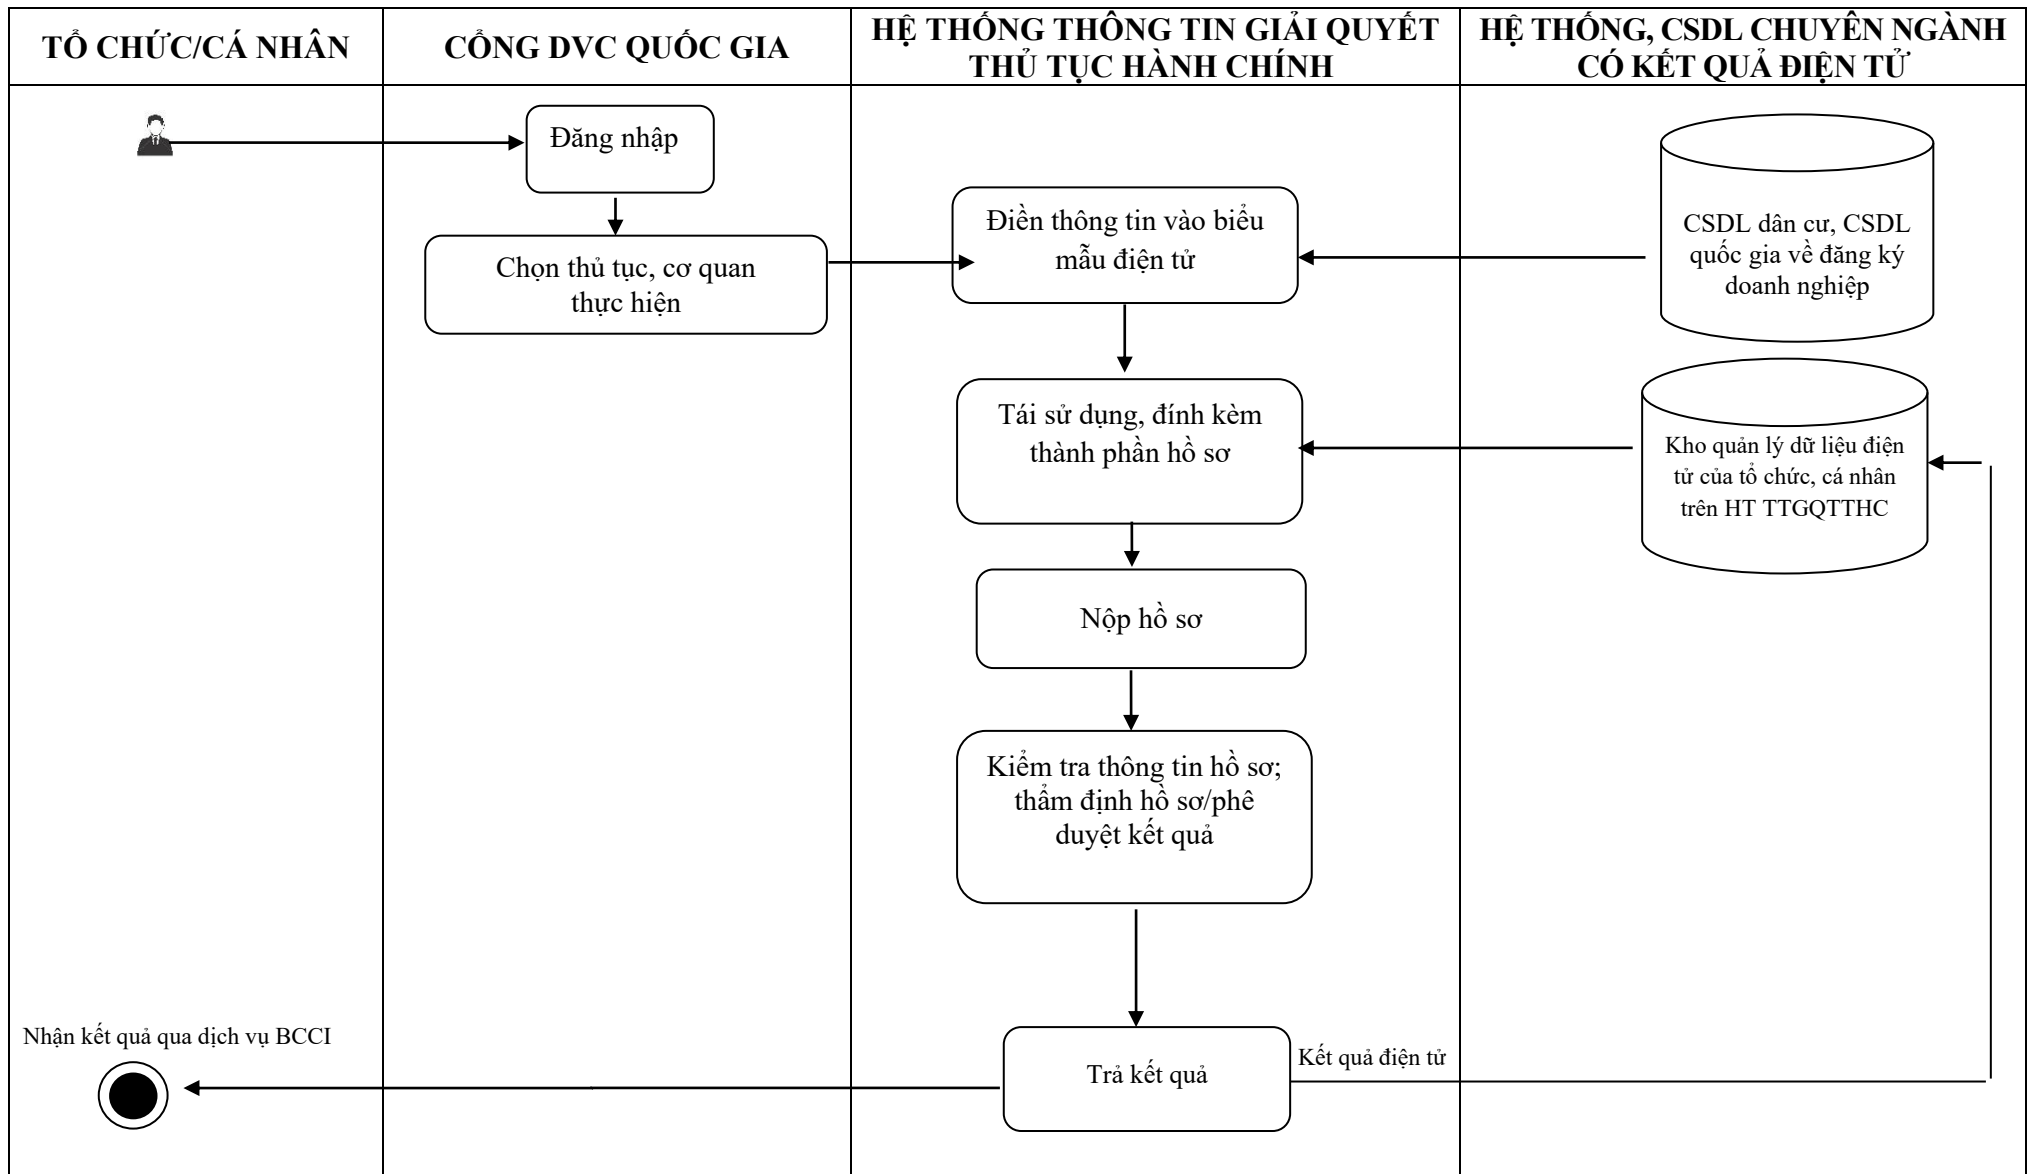 TỔ CHỨC/CÁ NHÂN
CỔNG DVC QUỐC GIA
HỆ THỐNG THÔNG TIN GIẢI QUYẾT
THỦ TỤC HÀNH CHÍNH
HỆ THỐNG, CSDL CHUYÊN NGÀNH
CÓ KẾT QUẢ ĐIỆN TỬ
Đăng nhập
Chọn thủ tục, cơ quan
thực hiện
Điền thông tin vào biểu
mẫu điện tử
CSDL dân cư, CSDL
quốc gia về đăng ký
doanh nghiệp
Tái sử dụng, đính kèm
thành phần hồ sơ
Kho quản lý dữ liệu điện
tử của tổ chức, cá nhân
trên HT TTGQTTHC
Nộp hồ sơ
Kiểm tra thông tin hồ sơ;
thẩm định hồ sơ/phê
duyệt kết quả
Nhận kết quả qua dịch vụ BCCI
Trả kết quả
Kết quả điện tử